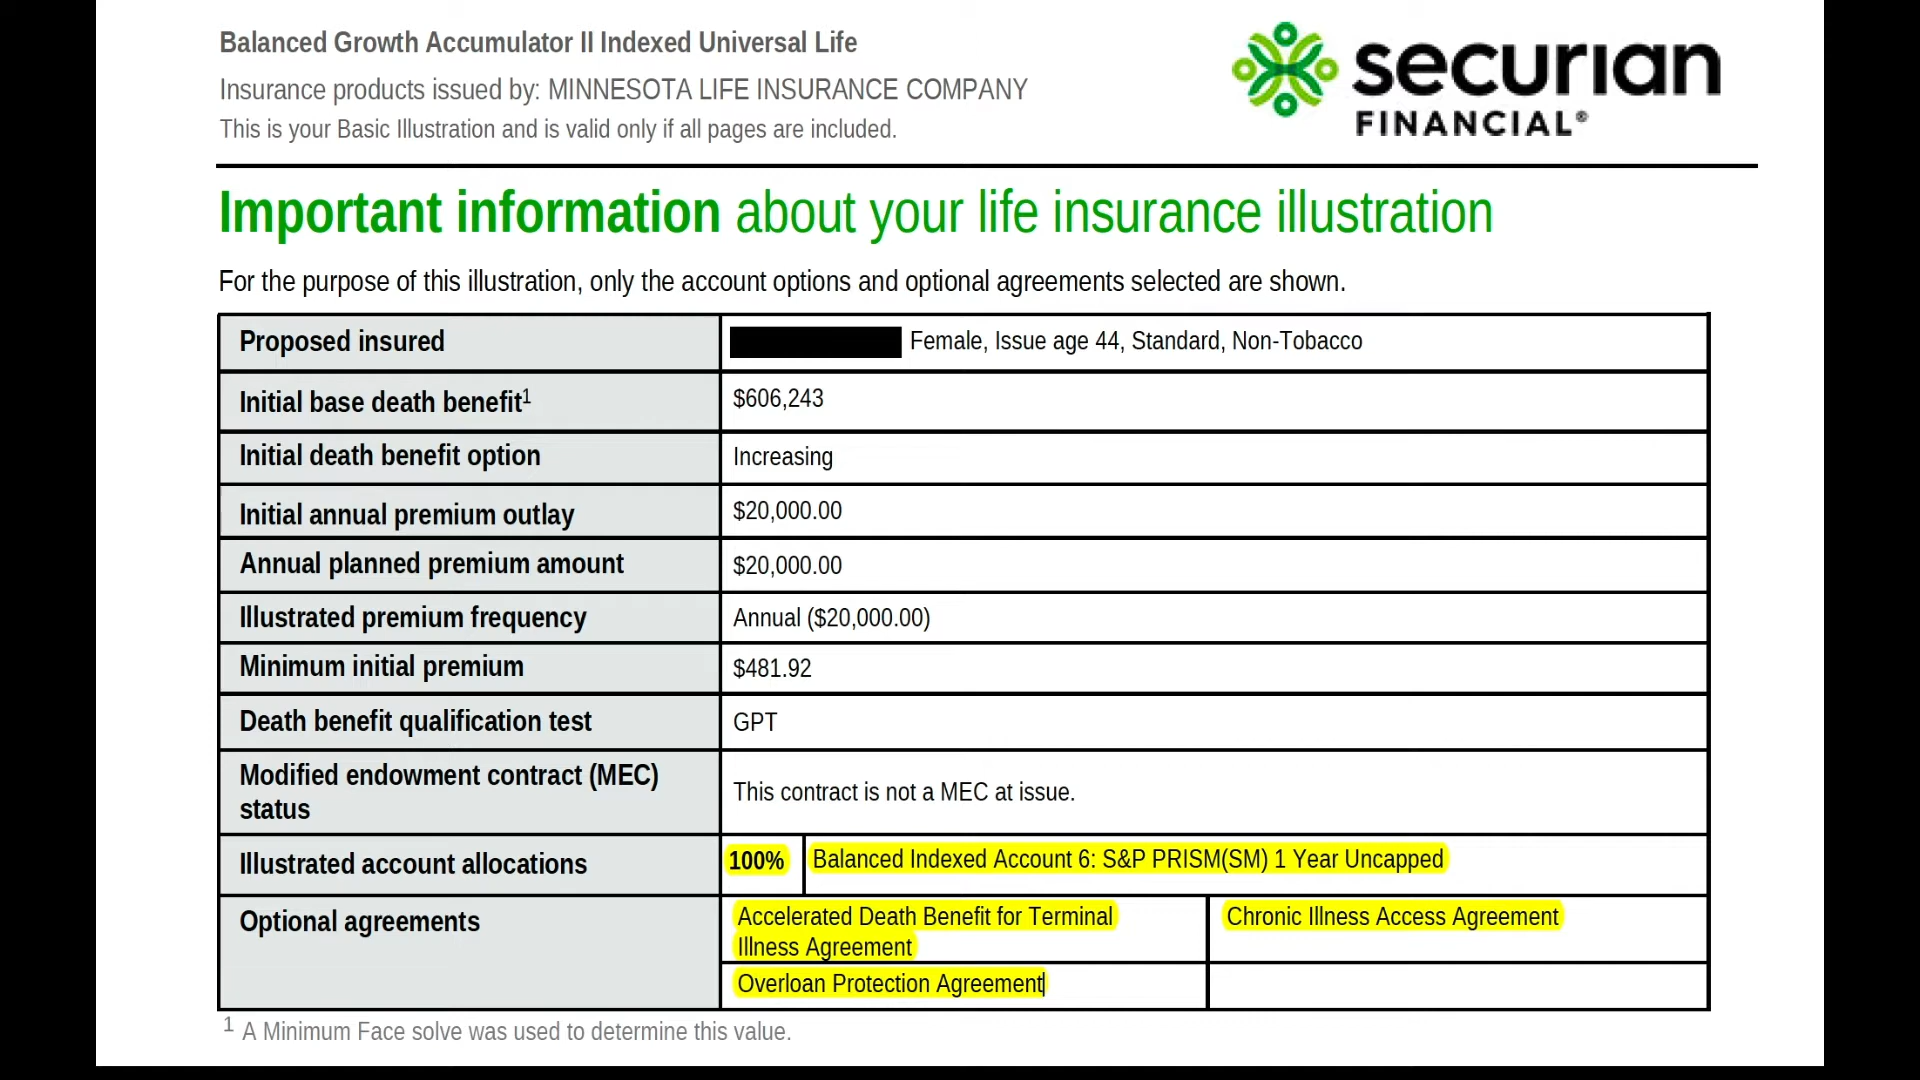 Balanced Growth Accumulator II Indexed Universal Life
Insurance products issued by: MINNESOTA LIFE INSURANCE COMPANY
This is your Basic Illustration and is valid only if all pages are included.
securian
FINANCIAL®
Important information about your life insurance illustration
For the purpose of this illustration, only the account options and optional agreements selected are shown.
Proposed insured Female, Issue age 44, Standard, Non-Tobacco
Initial base death benefit1 $606,243
Initial death benefit option Increasing
Initial annual premium outlay $20,000.00
Annual planned premium amount $20,000.00
Illustrated premium frequency Annual ($20,000.00)
Minimum initial premium $481.92
Death benefit qualification test GPT
Modified endowment contract (MEC)
status
This contract is not a MEC at issue.
Illustrated account allocations 100% Balanced Indexed Account 6: S&P PRISM(SM) 1 Year Uncapped
Optional agreements
Accelerated Death Benefit for Terminal
Illness Agreement
Chronic Illness Access Agreement
Overloan Protection Agreement
1 A Minimum Face solve was used to determine this value.